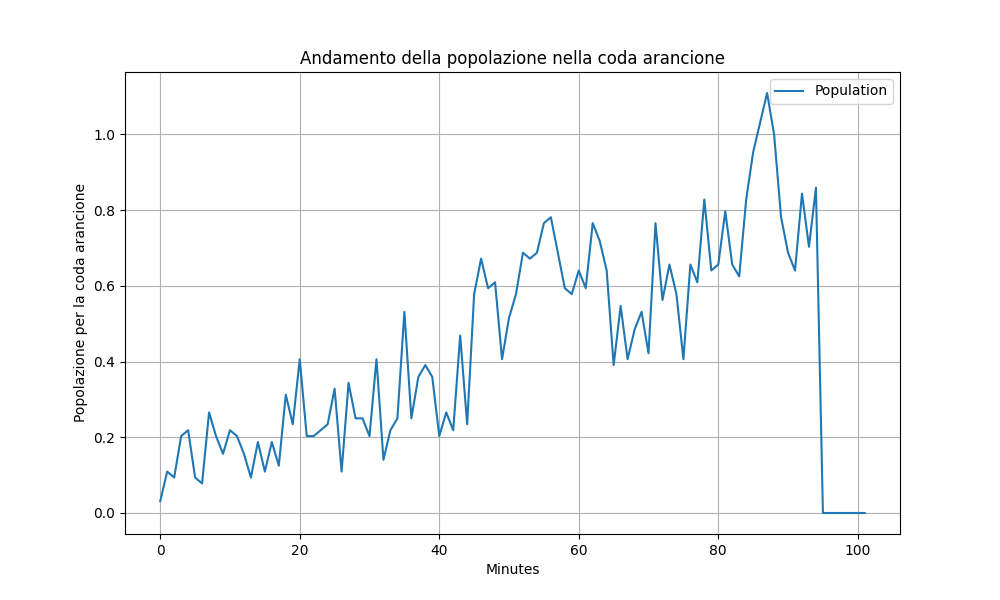 Andamento della popolazione nella coda arancione
Population
Popolazione per la coda arancione
1.0
0.8
0.6
0.4
0.2
0.0
0 20 40 60 80 100
Minutes